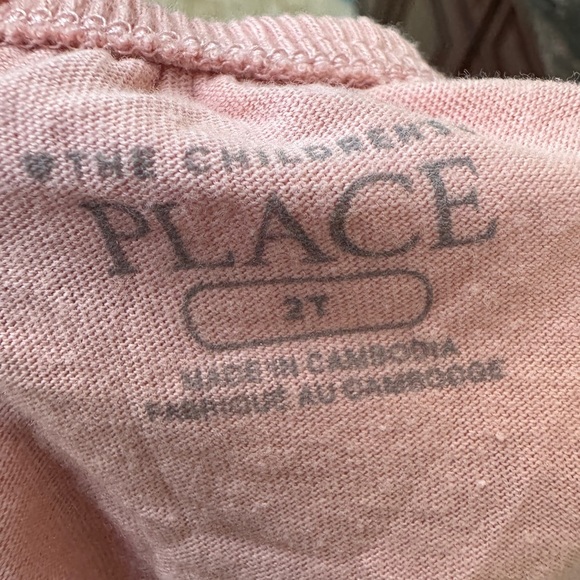 THE CHILDREN'S
PLACE
2T
MADE IN CAMBODIA
FABRIQUE AU CAMBODGE